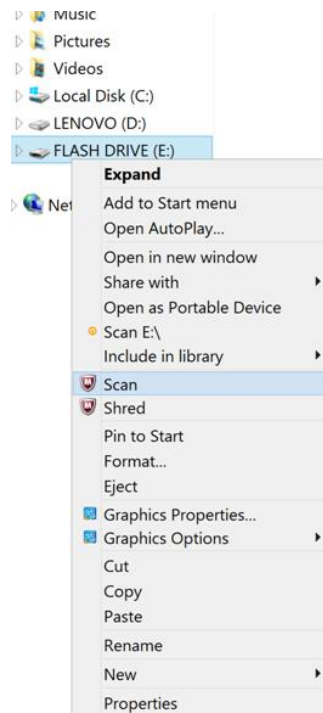 Music
Pictures
Videos
Local Disk (C:)
LENOVO (D:)
FLASH DRIVE (E:)
Expand
Net
Add to Start menu
Open AutoPlay...
Open in new window
Share with
Open as Portable Device
Scan E:\
Include in library
Scan
Shred
Pin to Start
Format...
Eject
Graphics Properties...
Graphics Options
Cut
Copy
Paste
Rename
New
Properties